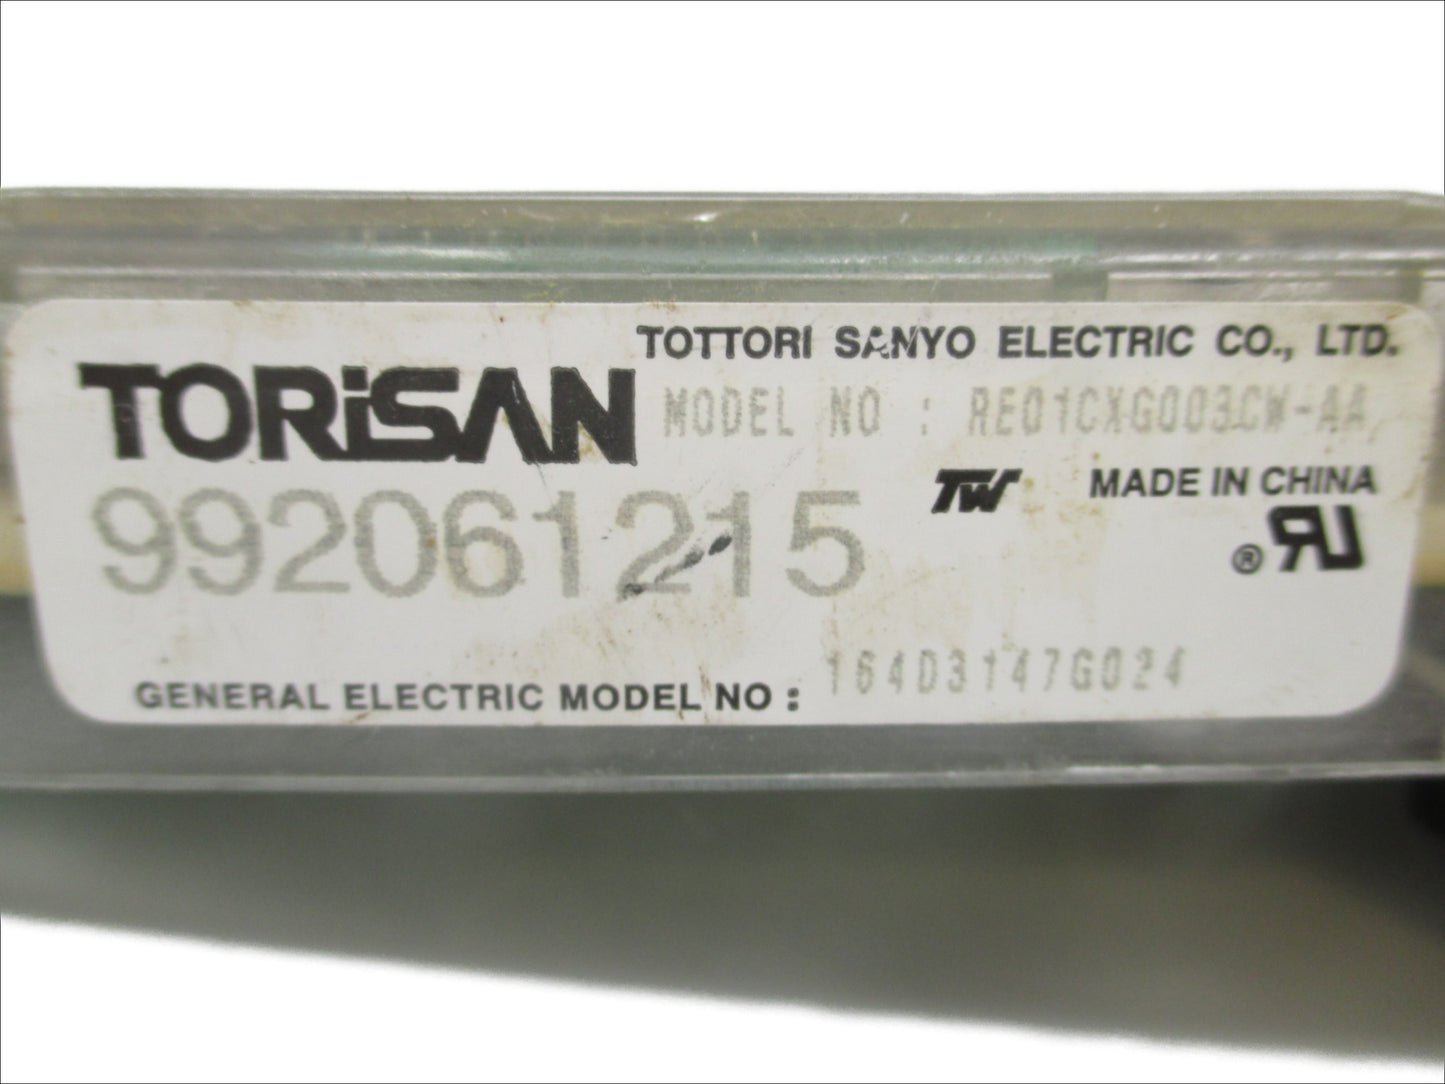 TOTTORI SANYO ELECTRIC CO., LTD.
TORiSAN
MODEL NO : RE01CXG003CW-AA
992061215
TW MADE IN CHINA
® RU
GENERAL ELECTRIC MODEL NO : 164D3147G024